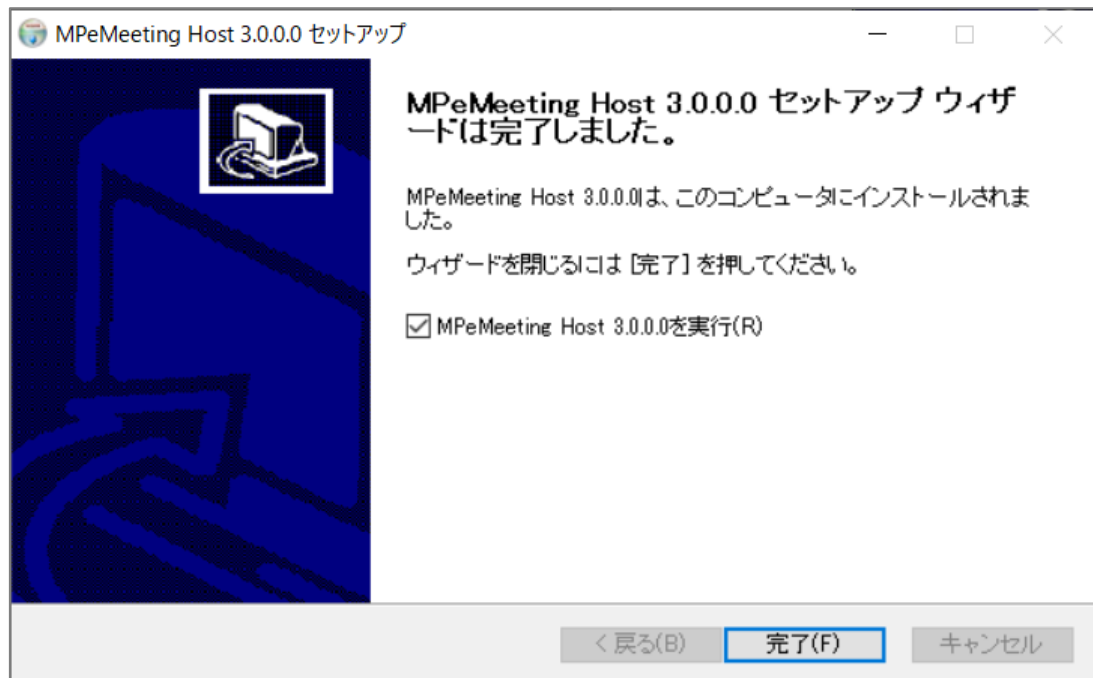 MPeMeeting Host 3.0.0.0 セットアップ
MPeMeeting Host 3.0.0.0 セットアップ ウィザ
ードは完了しました。
MPeMeeting Host 3.0.0.0は、このコンピュータにインストールされま
した。
ウィザードを閉じるには [完了] を押してください。
MPeMeeting Host 3.0.0.0を実行(R)
< 戻る(B)
完了(F)
キャンセル